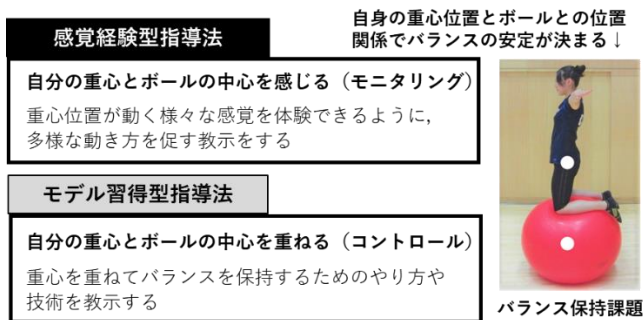 感覚経験型指導法
自分の重心とボールの中心を感じる（モニタリング）
重心位置が動く様々な感覚を体験できるように，
多様な動き方を促す教示をする
モデル習得型指導法
自分の重心とボールの中心を重ねる（コントロール）
重心を重ねてバランスを保持するためのやり方や
技術を教示する
自身の重心位置とボールとの位置
関係でバランスの安定が決まる↓
バランス保持課題